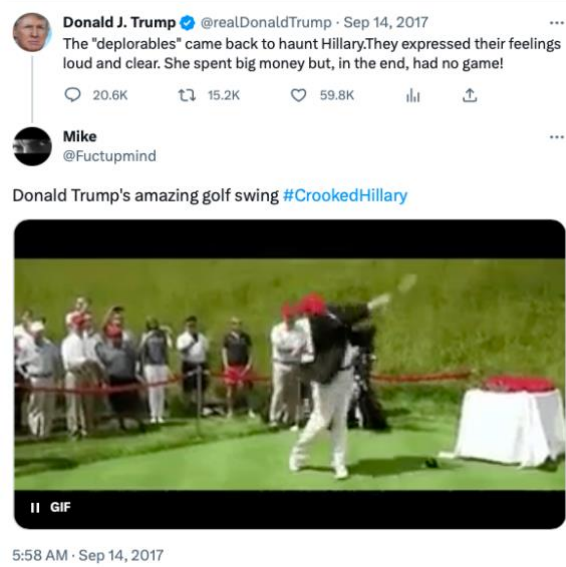 Donald J. Trump @realDonaldTrump · Sep 14, 2017
The "deplorables" came back to haunt Hillary.They expressed their feelings
loud and clear. She spent big money but, in the end, had no game!
20.6K 15.2K 59.8K
Mike
@Fuctupmind
Donald Trump's amazing golf swing #CrookedHillary
GIF
5:58 AM · Sep 14, 2017